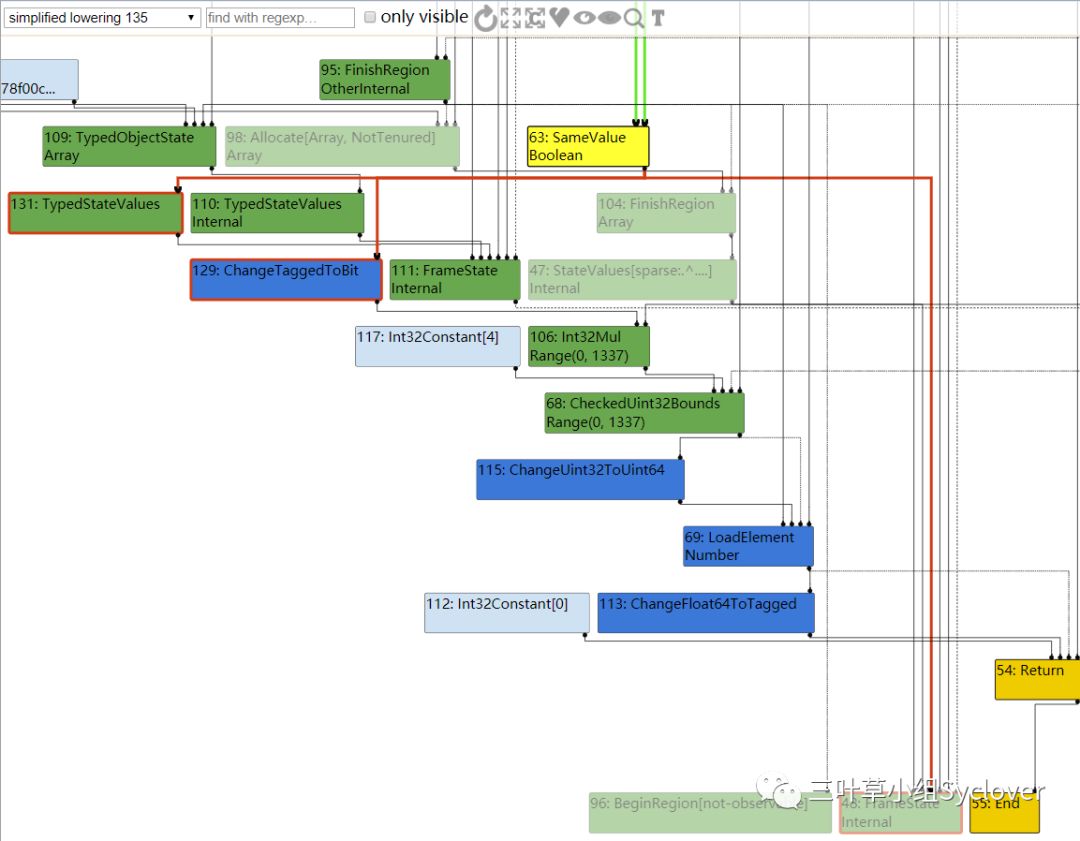 simplified lowering 135
find with regexp...
only visible
78f00c...
95: FinishRegion
OtherInternal
109: TypedObjectState
Array
98: Allocate[Array, NotTenured]
Array
63: SameValue
Boolean
131: TypedStateValues
110: TypedStateValues
Internal
104: FinishRegion
Array
129: ChangeTaggedToBit
111: FrameState
Internal
47: StateValues[sparse:.^....]
Internal
117: Int32Constant[4]
106: Int32Mul
Range(0, 1337)
68: CheckedUint32Bounds
Range(0, 1337)
115: ChangeUint32ToUint64
69: LoadElement
Number
112: Int32Constant[0]
113: ChangeFloat64ToTagged
54: Return
三叶草小组Syclover
96: BeginRegion[not-observable]
48: FrameState
Internal
55: End